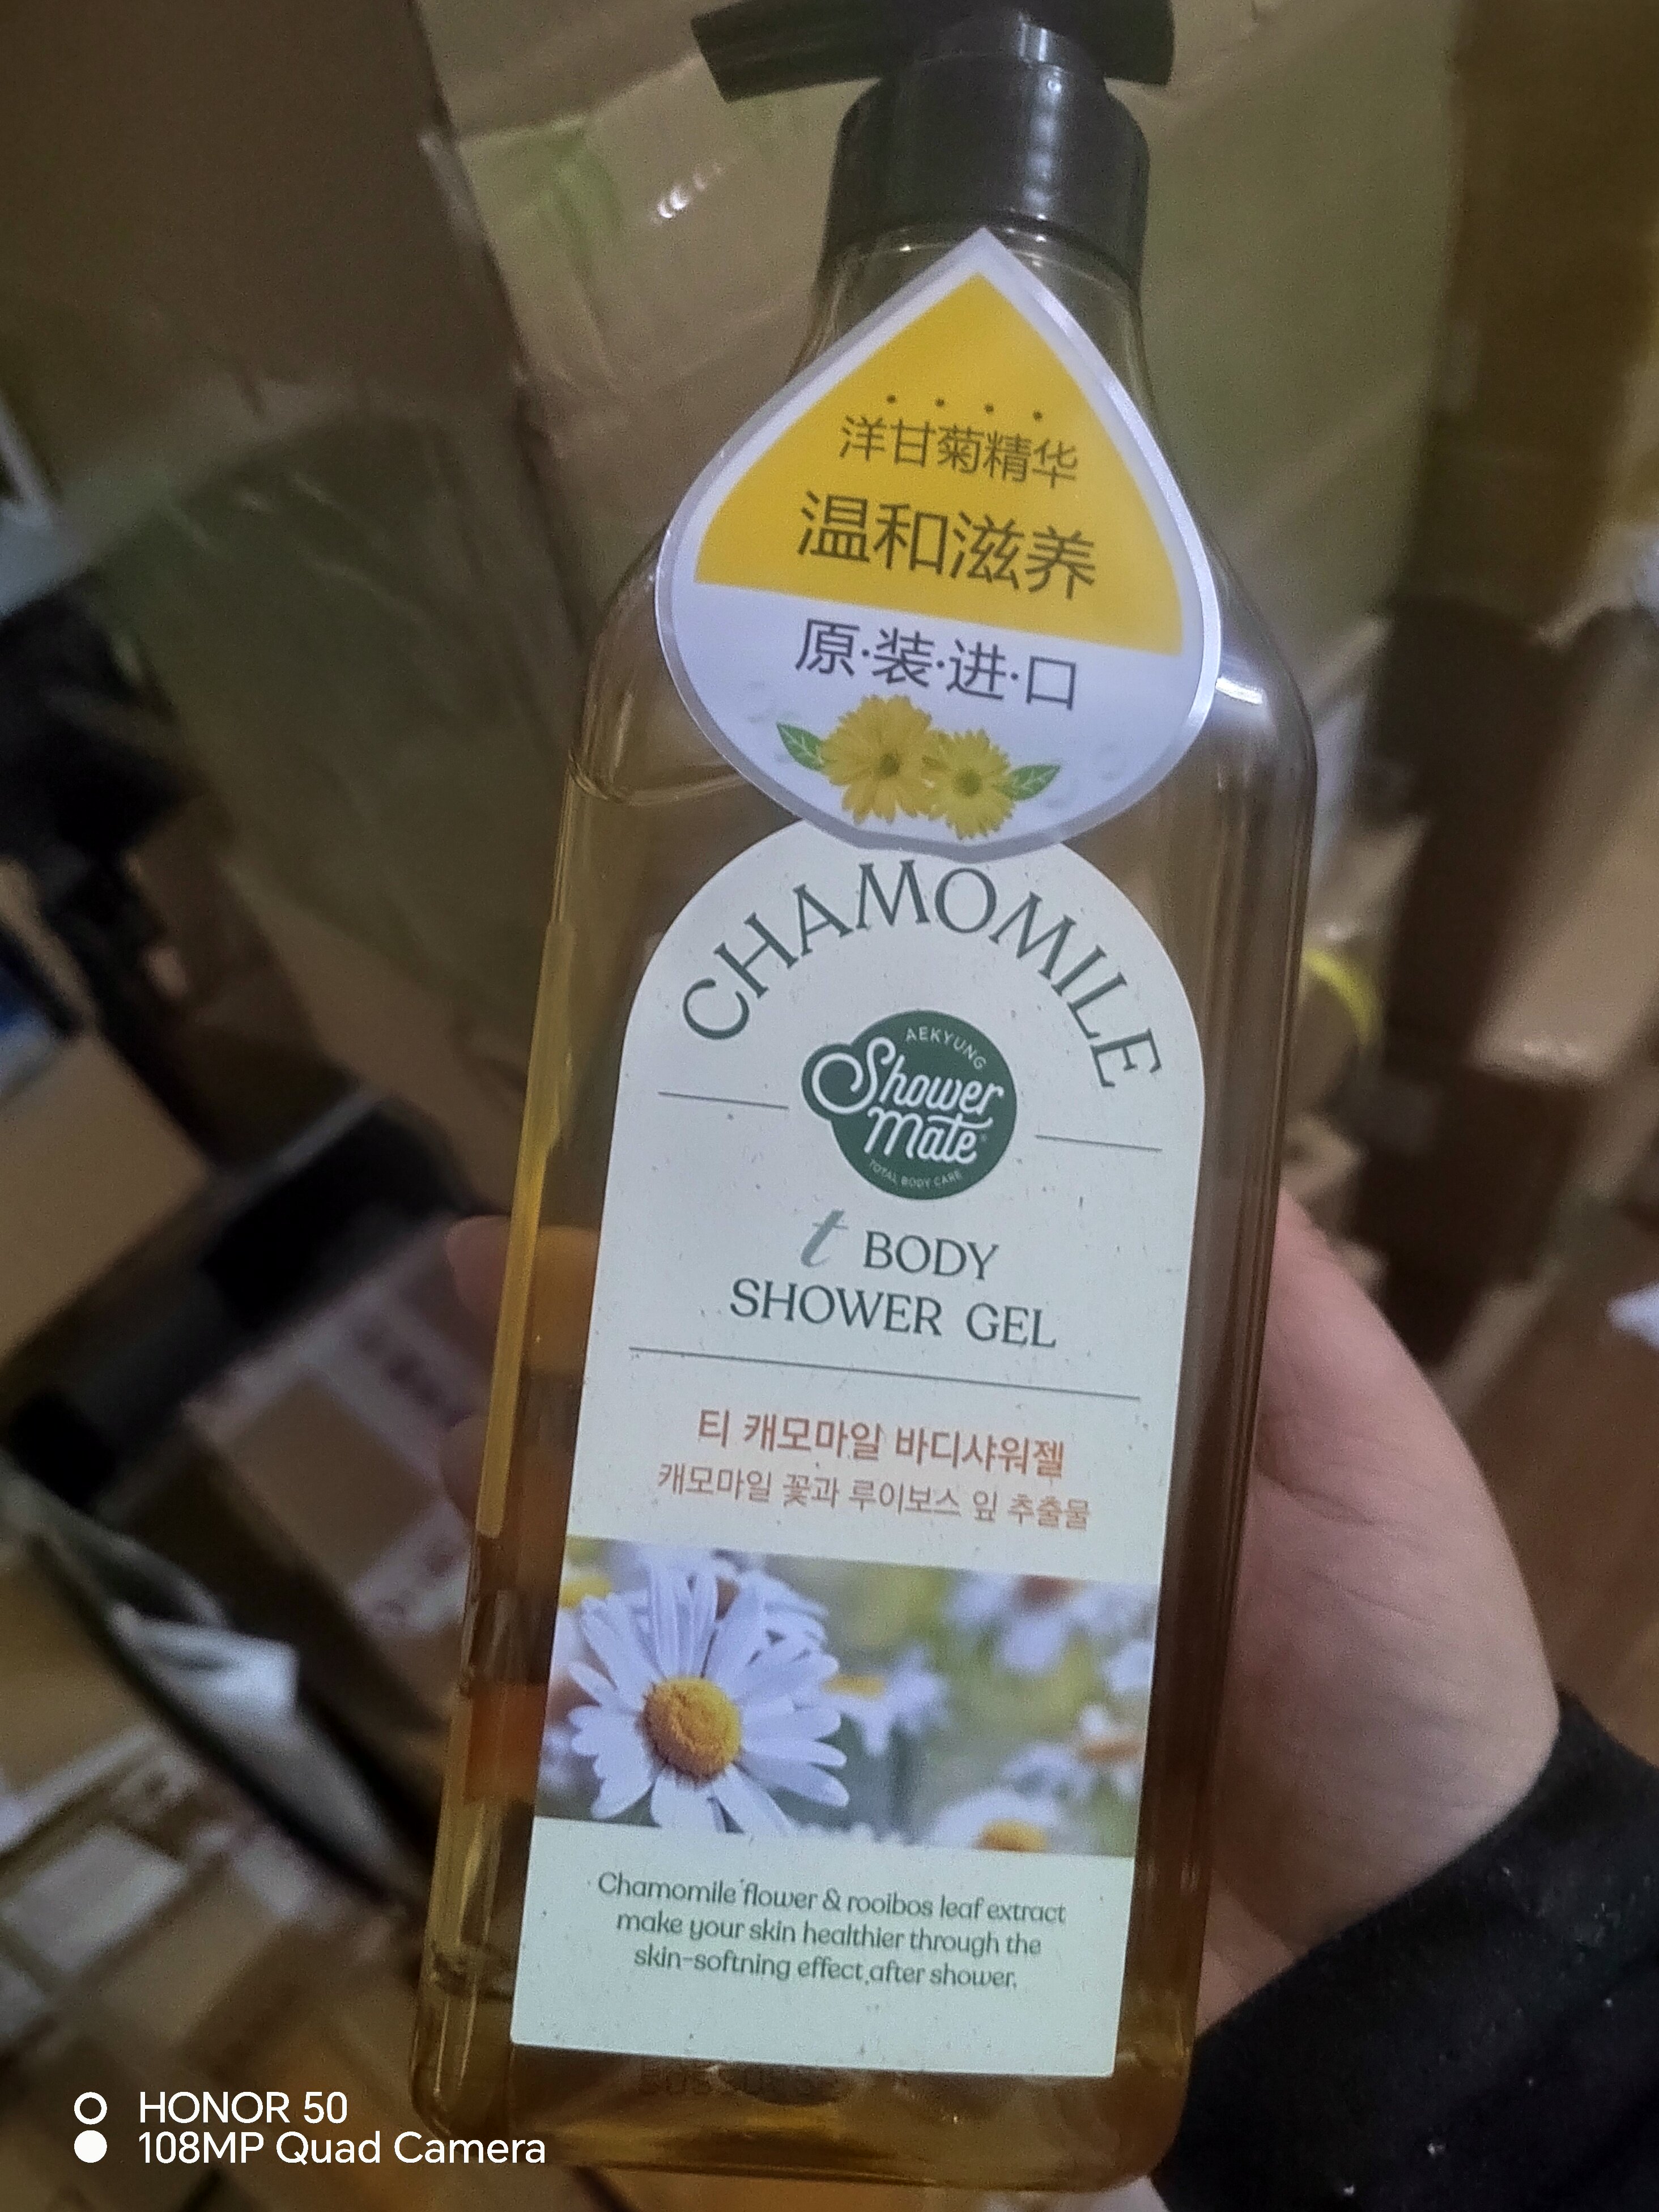 洋甘菊精华
温和滋养
原·装·进·口
CHAMOMILE
AEKYUNG
Shower
Mate
TOTAL BODY CARE
t BODY
SHOWER GEL
티 캐모마일 바디샤워젤
캐모마일 꽃과 루이보스 잎 추출물
Chamomile flower & rooibos leaf extract
make your skin healthier through the
skin-softning effect after shower.
HONOR 50
108MP Quad Camera